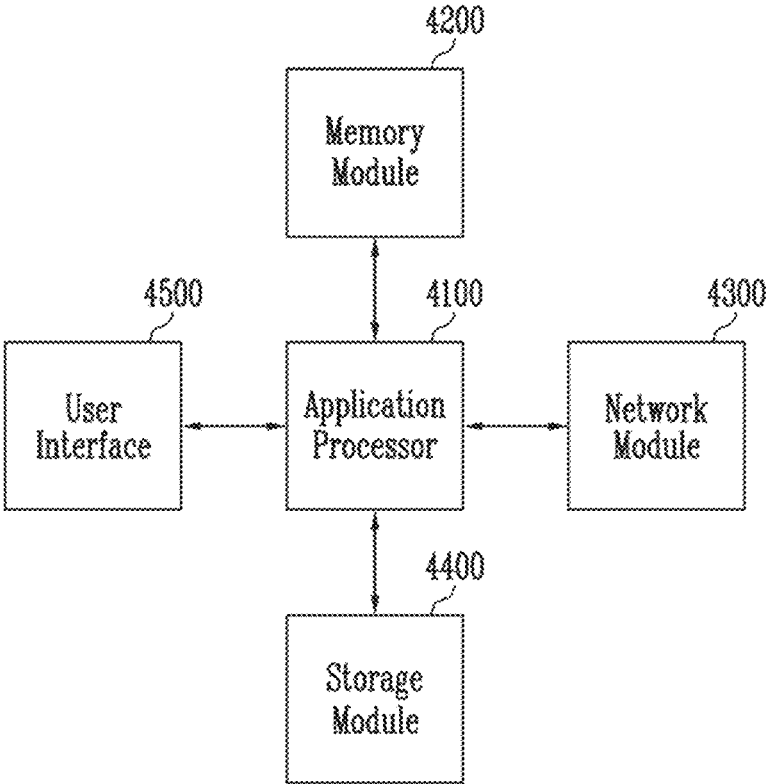 4200
Memory
Module
4500
User
Interface
4100
Application
Processor
4300
Network
Module
4400
Storage
Module